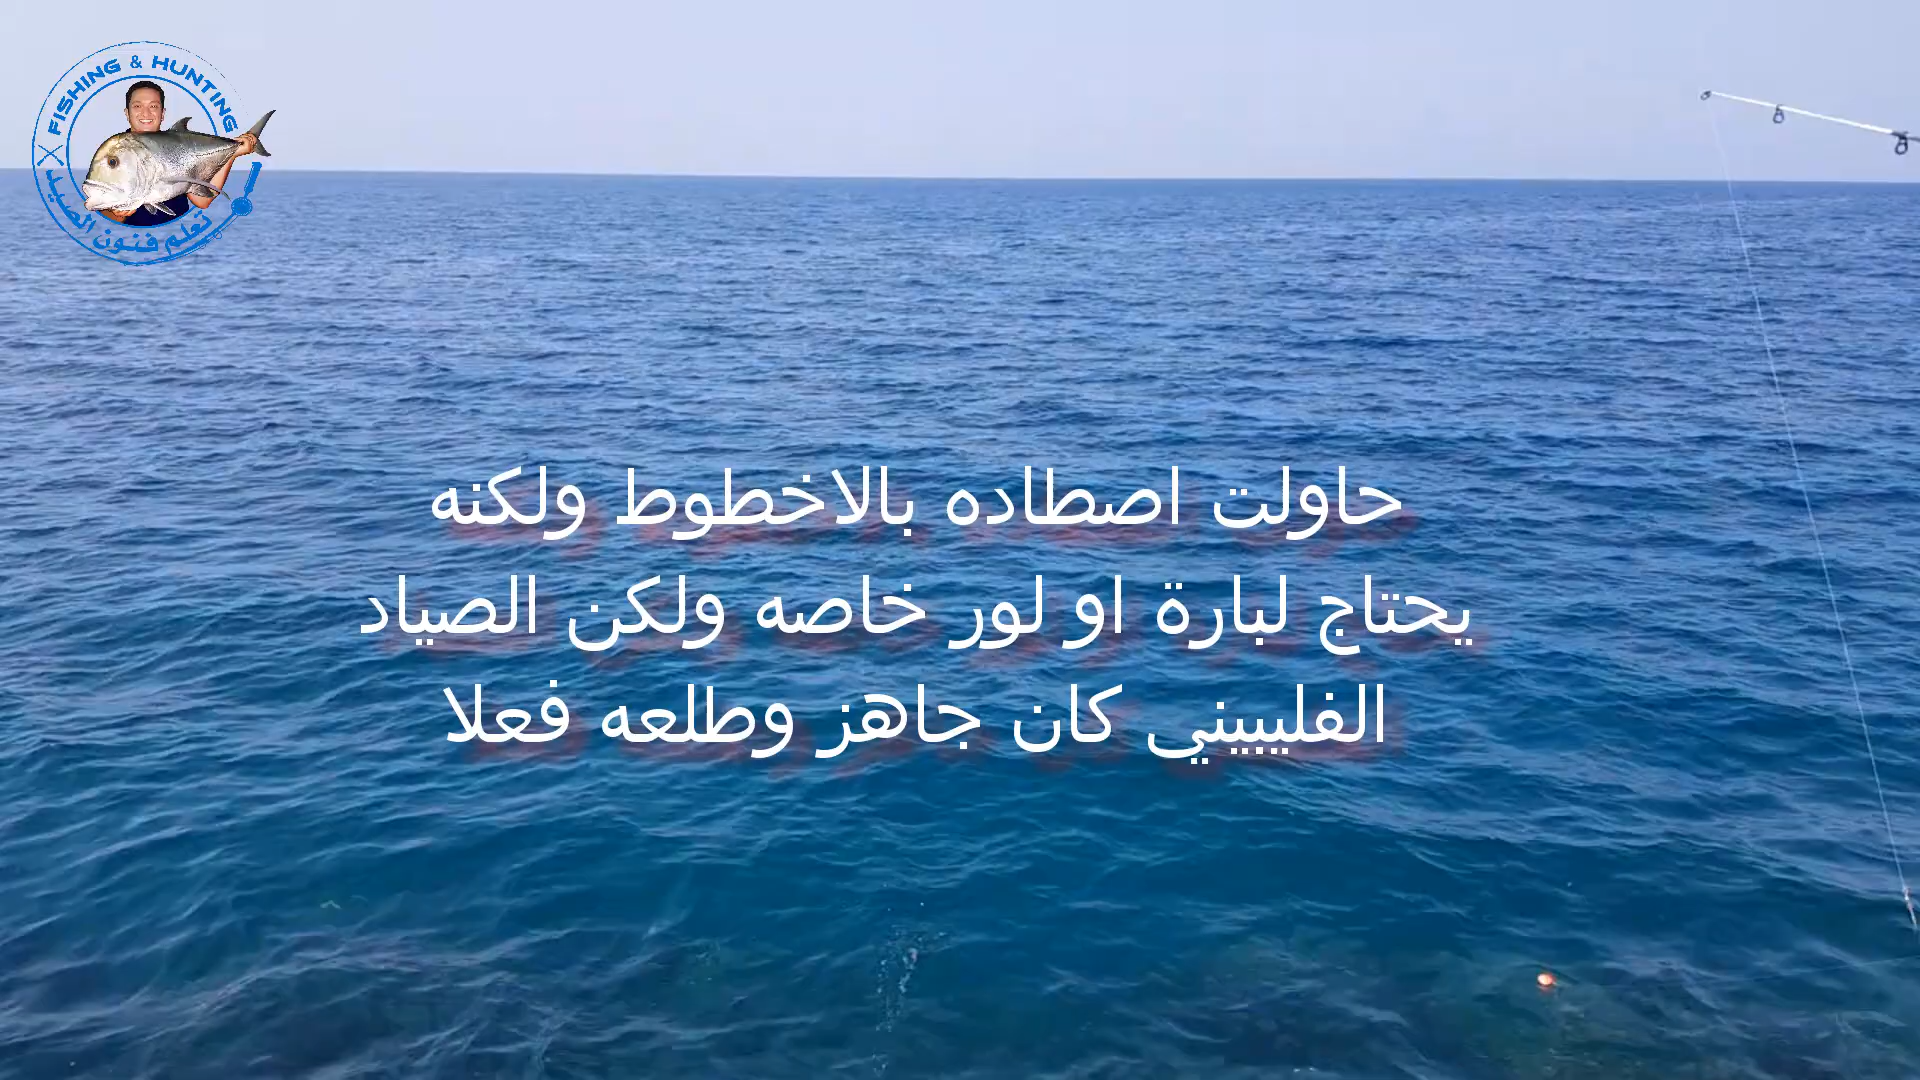 FISHING & HUNTING
تعلم فنون الصيد
حاولت اصطاده بالاخطوط ولكنه
يحتاج لبارة او لور خاصه ولكن الصياد
الفليبيني كان جاهز وطلعه فعلا